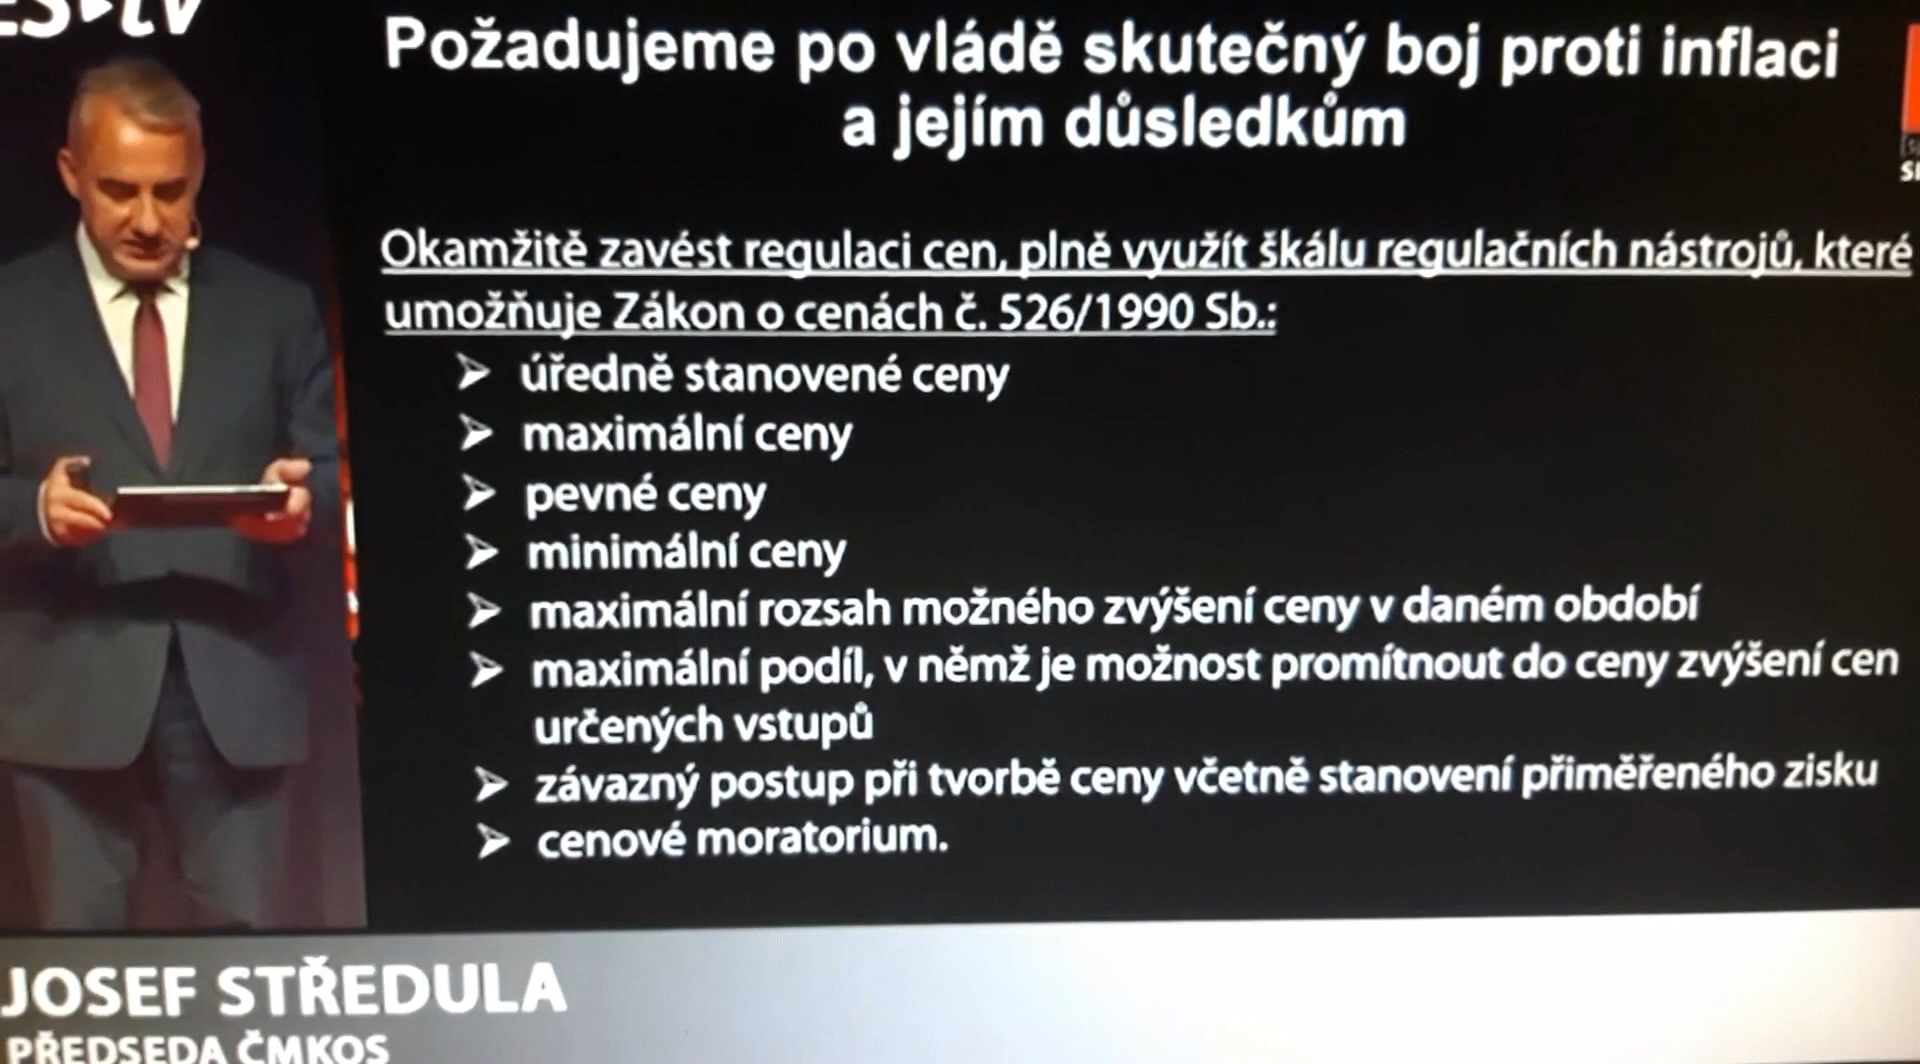 tv
Požadujeme po vládě skutečný boj proti inflaci
a jejím důsledkům
Okamžitě zavést regulaci cen, plně využít škálu regulačních nástrojů, které
umožňuje Zákon o cenách č. 526/1990 Sb.:
➢ úředně stanovené ceny
➢ maximální ceny
➢ pevné ceny
➢ minimální ceny
➢ maximální rozsah možného zvýšení ceny v daném období
➢ maximální podíl, v němž je možnost promítnout do ceny zvýšení cen
určených vstupů
➢ závazný postup při tvorbě ceny včetně stanovení přiměřeného zisku
➢ cenové moratorium.
JOSEF STŘEDULA
PŘEDSEDA ČMKOS